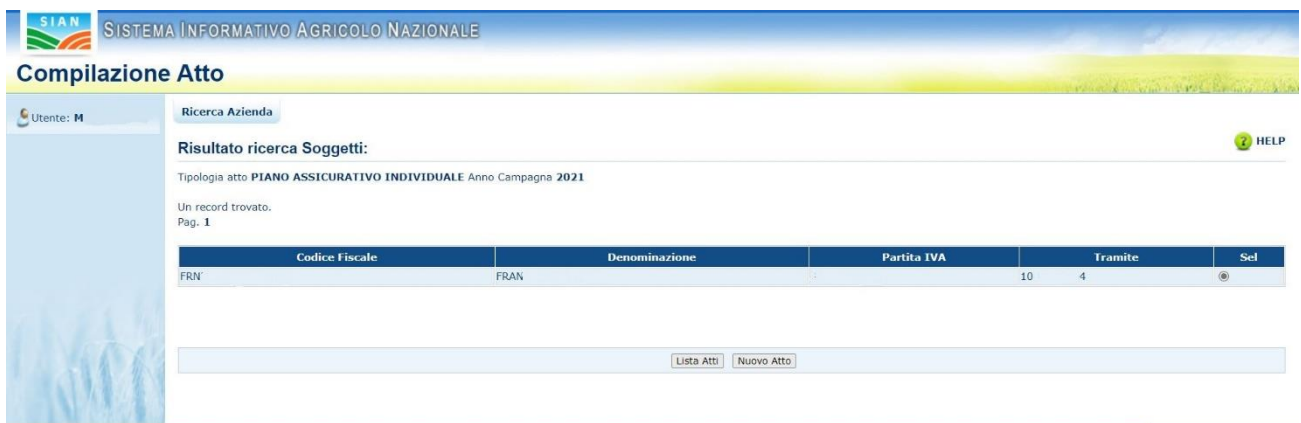 SIAN
SISTEMA INFORMATIVO AGRICOLO NAZIONALE
Compilazione Atto
Utente: M
Ricerca Azienda
Risultato ricerca Soggetti:
? HELP
Tipologia atto PIANO ASSICURATIVO INDIVIDUALE Anno Campagna 2021
Un record trovato.
Pag. 1
Codice Fiscale Denominazione Partita IVA Tramite Sel
FRN FRAN 10 4
Lista Atti Nuovo Atto